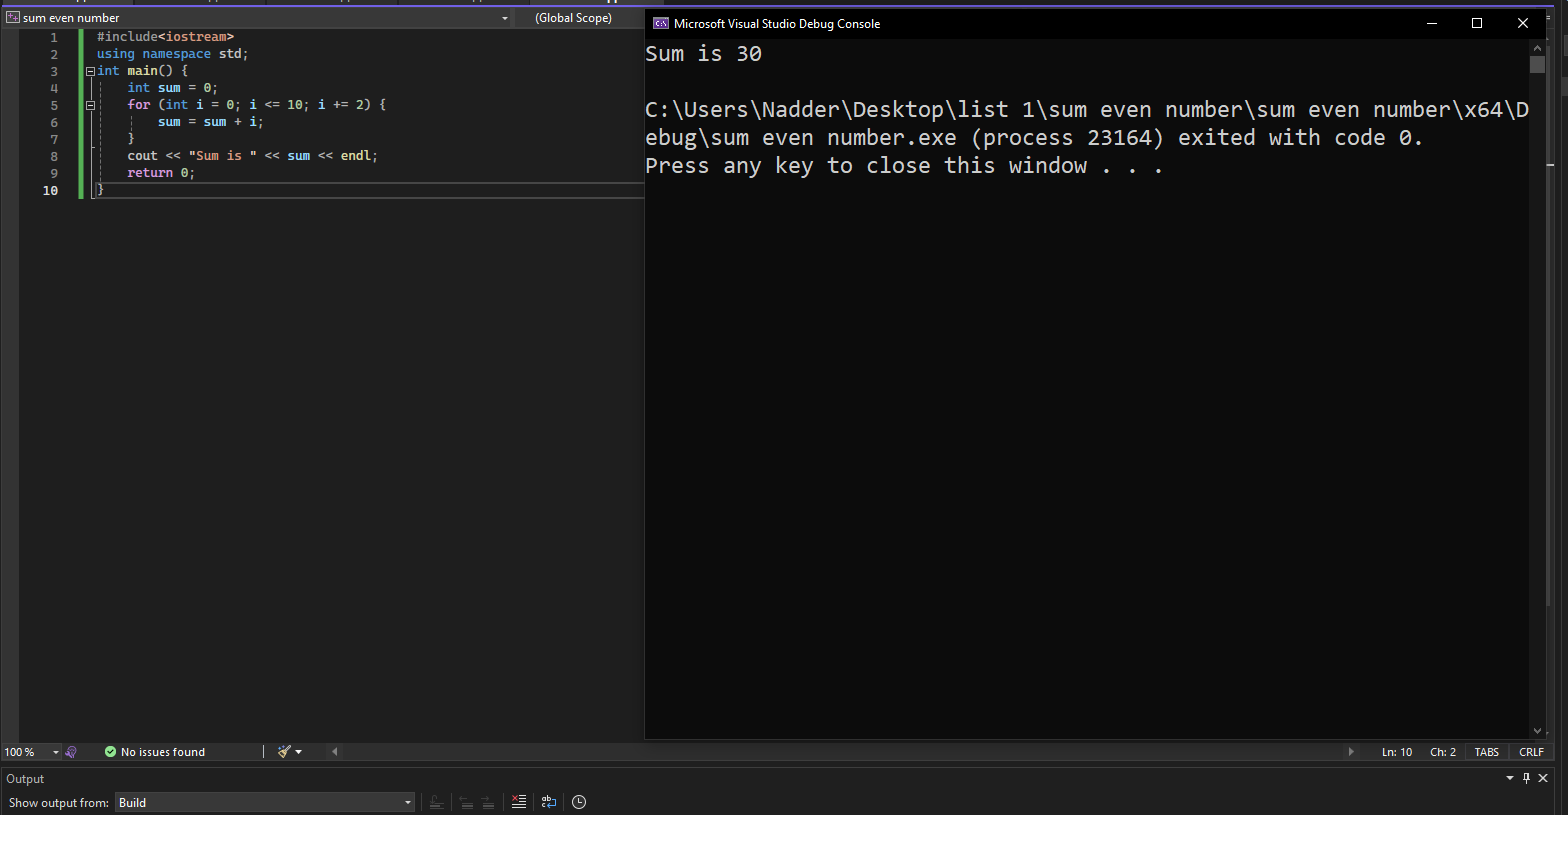 sum even number
(Global Scope)
1 #include<iostream>
2 using namespace std;
3 int main() {
4 int sum = 0;
5 for (int i = 0; i <= 10; i += 2) {
6 sum = sum + i;
7 }
8 cout << "Sum is " << sum << endl;
9 return 0;
10 }
Microsoft Visual Studio Debug Console
Sum is 30
C:\Users\Nadder\Desktop\list 1\sum even number\sum even number\x64\D
ebug\sum even number.exe (process 23164) exited with code 0.
Press any key to close this window . . .
100 %
No issues found
Ln: 10 Ch: 2 TABS CRLF
Output
Show output from: Build